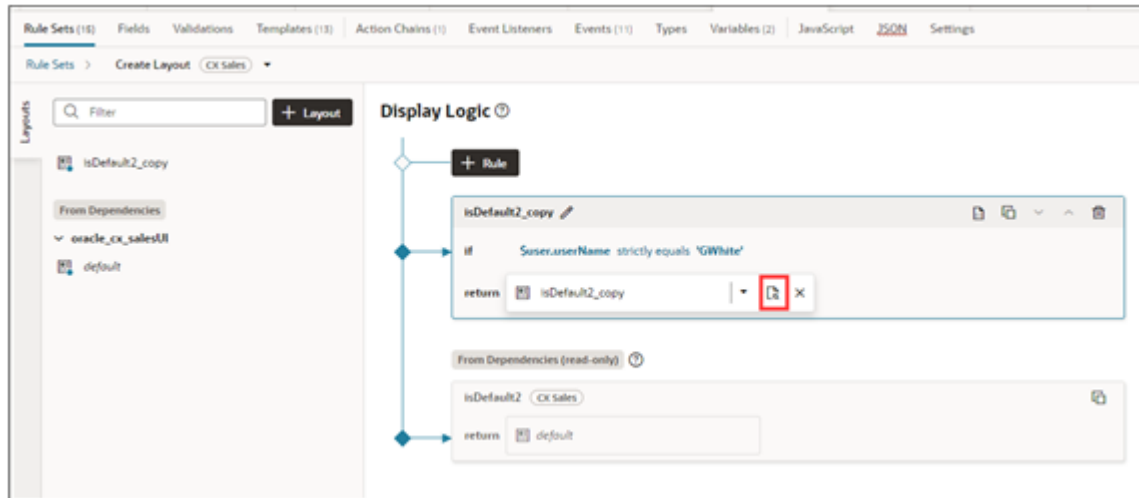 Rule Sets (15) Fields Validations Templates (13) Action Chains (1) Event Listeners Events (11) Types Variables (2) JavaScript JSON Settings
Rule Sets > Create Layout CX Sales
Layouts
Filter
+ Layout
isDefault2_copy
From Dependencies
oracle_cx_salesUI
default
Display Logic
+ Rule
isDefault2_copy
if $user.userName strictly equals 'GWhite'
return isDefault2_copy
From Dependencies (read-only)
isDefault2 CX Sales
return default